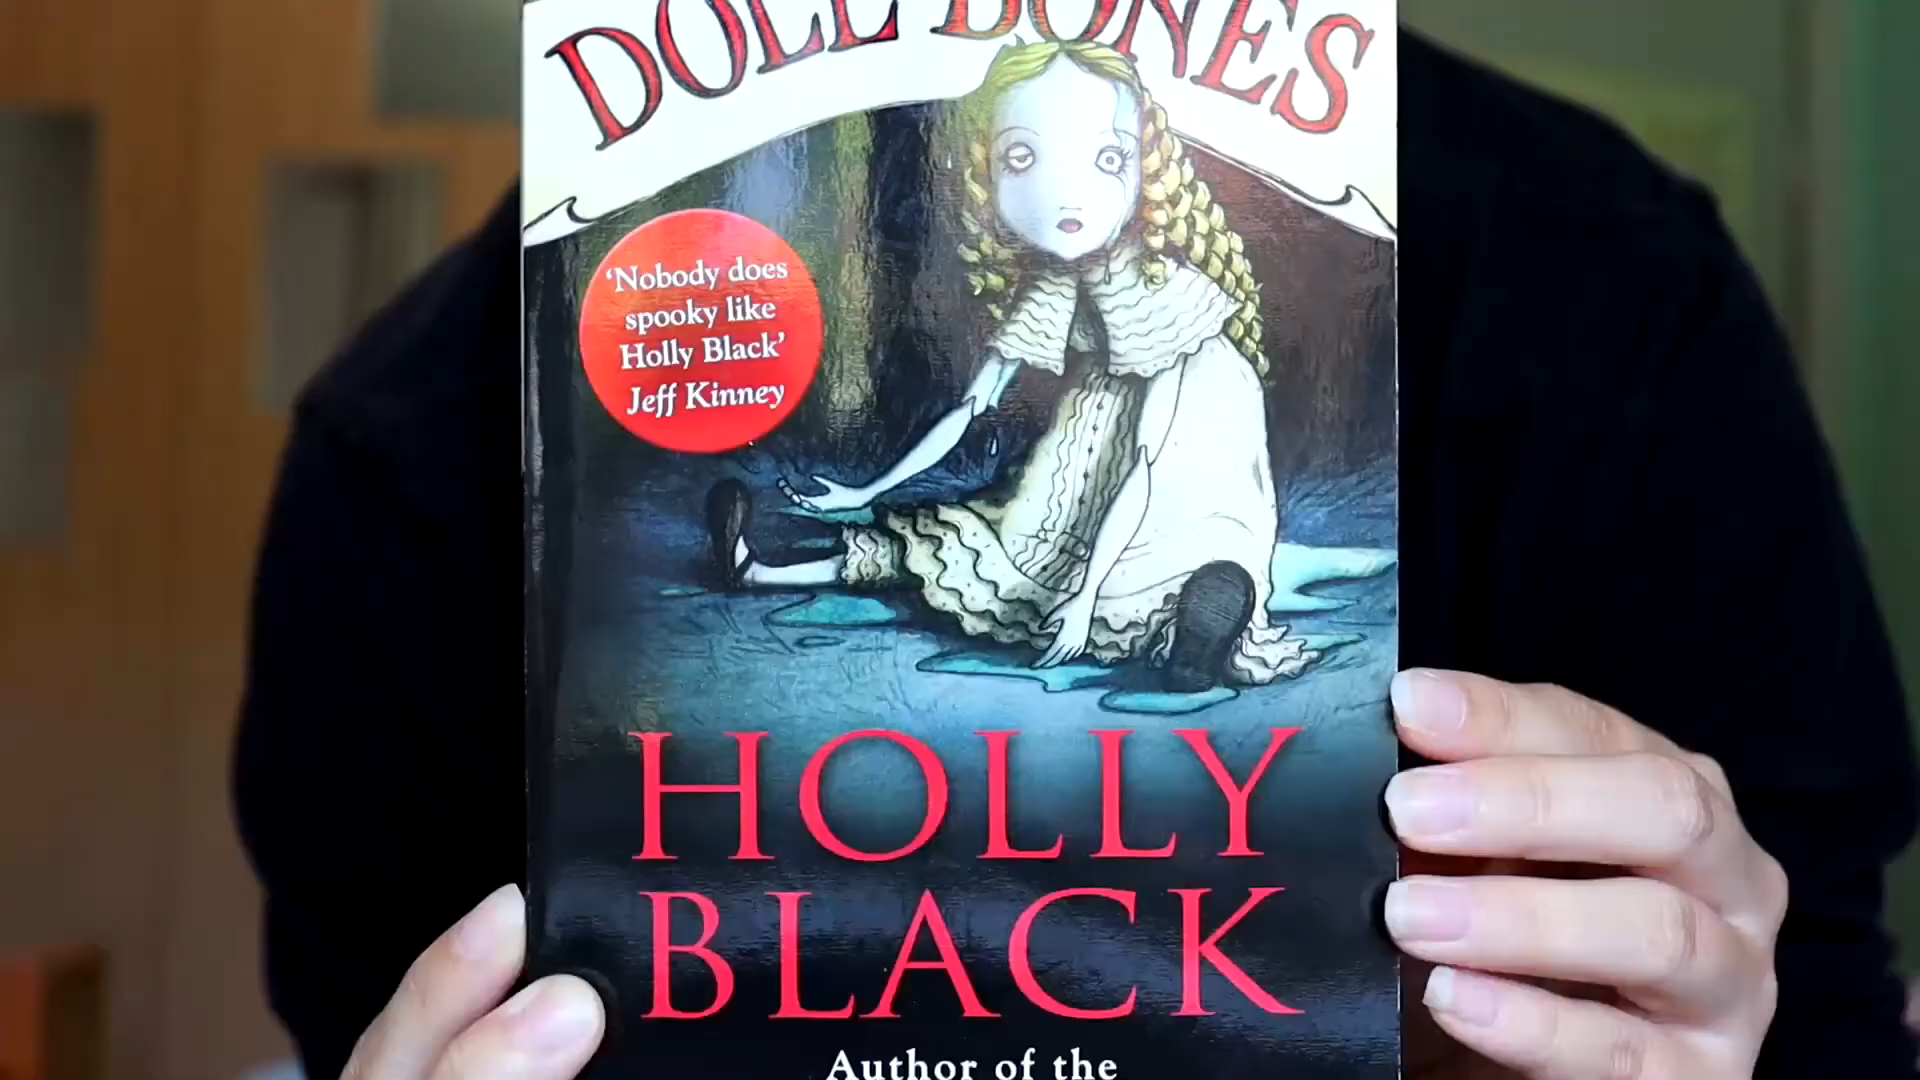 DOLL BONES
‘Nobody does
spooky like
Holly Black’
Jeff Kinney
HOLLY
BLACK
Author of the